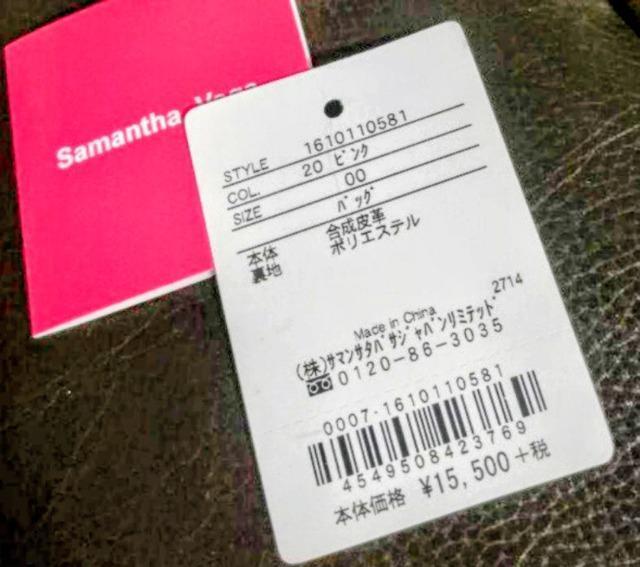 Samantha Vega
STYLE 1610110581
COL. 20 ピンク
SIZE 00
バッグ
本体 合成皮革
裏地 ポリエステル
2714
Made in China
(株)サマンサタバサジャパンリミテッド
0120-86-3035
0007-1610110581
4549508423769
本体価格 ¥15,500+税